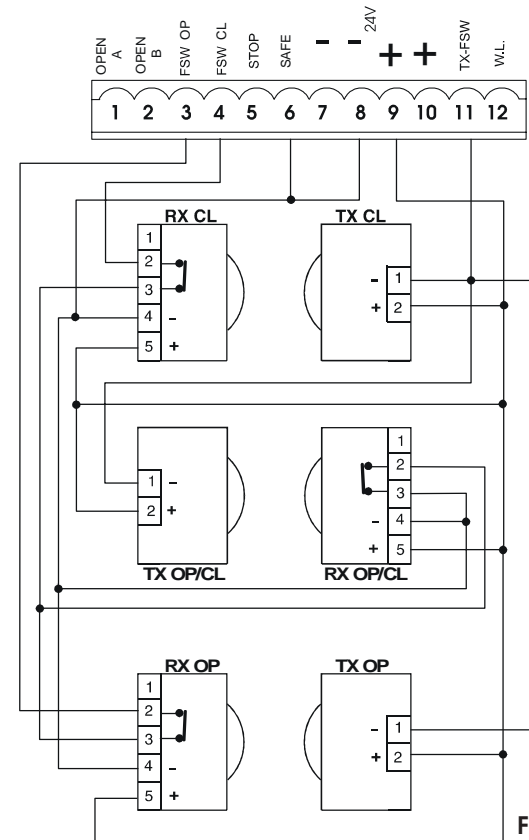 OPEN A
OPEN B
FSW OP
FSW CL
STOP
SAFE
– – 24V
+ +
TX-FSW
W.L.
1 2 3 4 5 6 7 8 9 10 11 12
RX CL
1
2
3
4 –
5 +
TX CL
- 1
+ 2
1 –
2 +
TX OP/CL
1
2
3
- 4
+ 5
RX OP/CL
RX OP
1
2
3
4 –
5 +
TX OP
- 1
+ 2
F